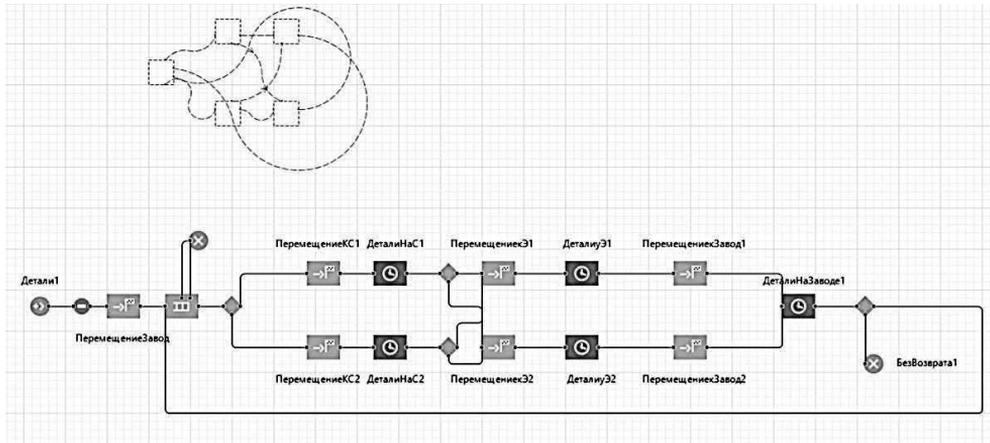 ПеремещениеКС1
ДеталиНаС1
ПеремещениекЭ1
ДеталиуЭ1
ПеремещениекЗавод1
Детали1
ДеталиНаЗаводе1
ПеремещениеЗавод
БезВозврата1
ПеремещениеКС2
ДеталиНаС2
ПеремещениекЭ2
ДеталиуЭ2
ПеремещениекЗавод2